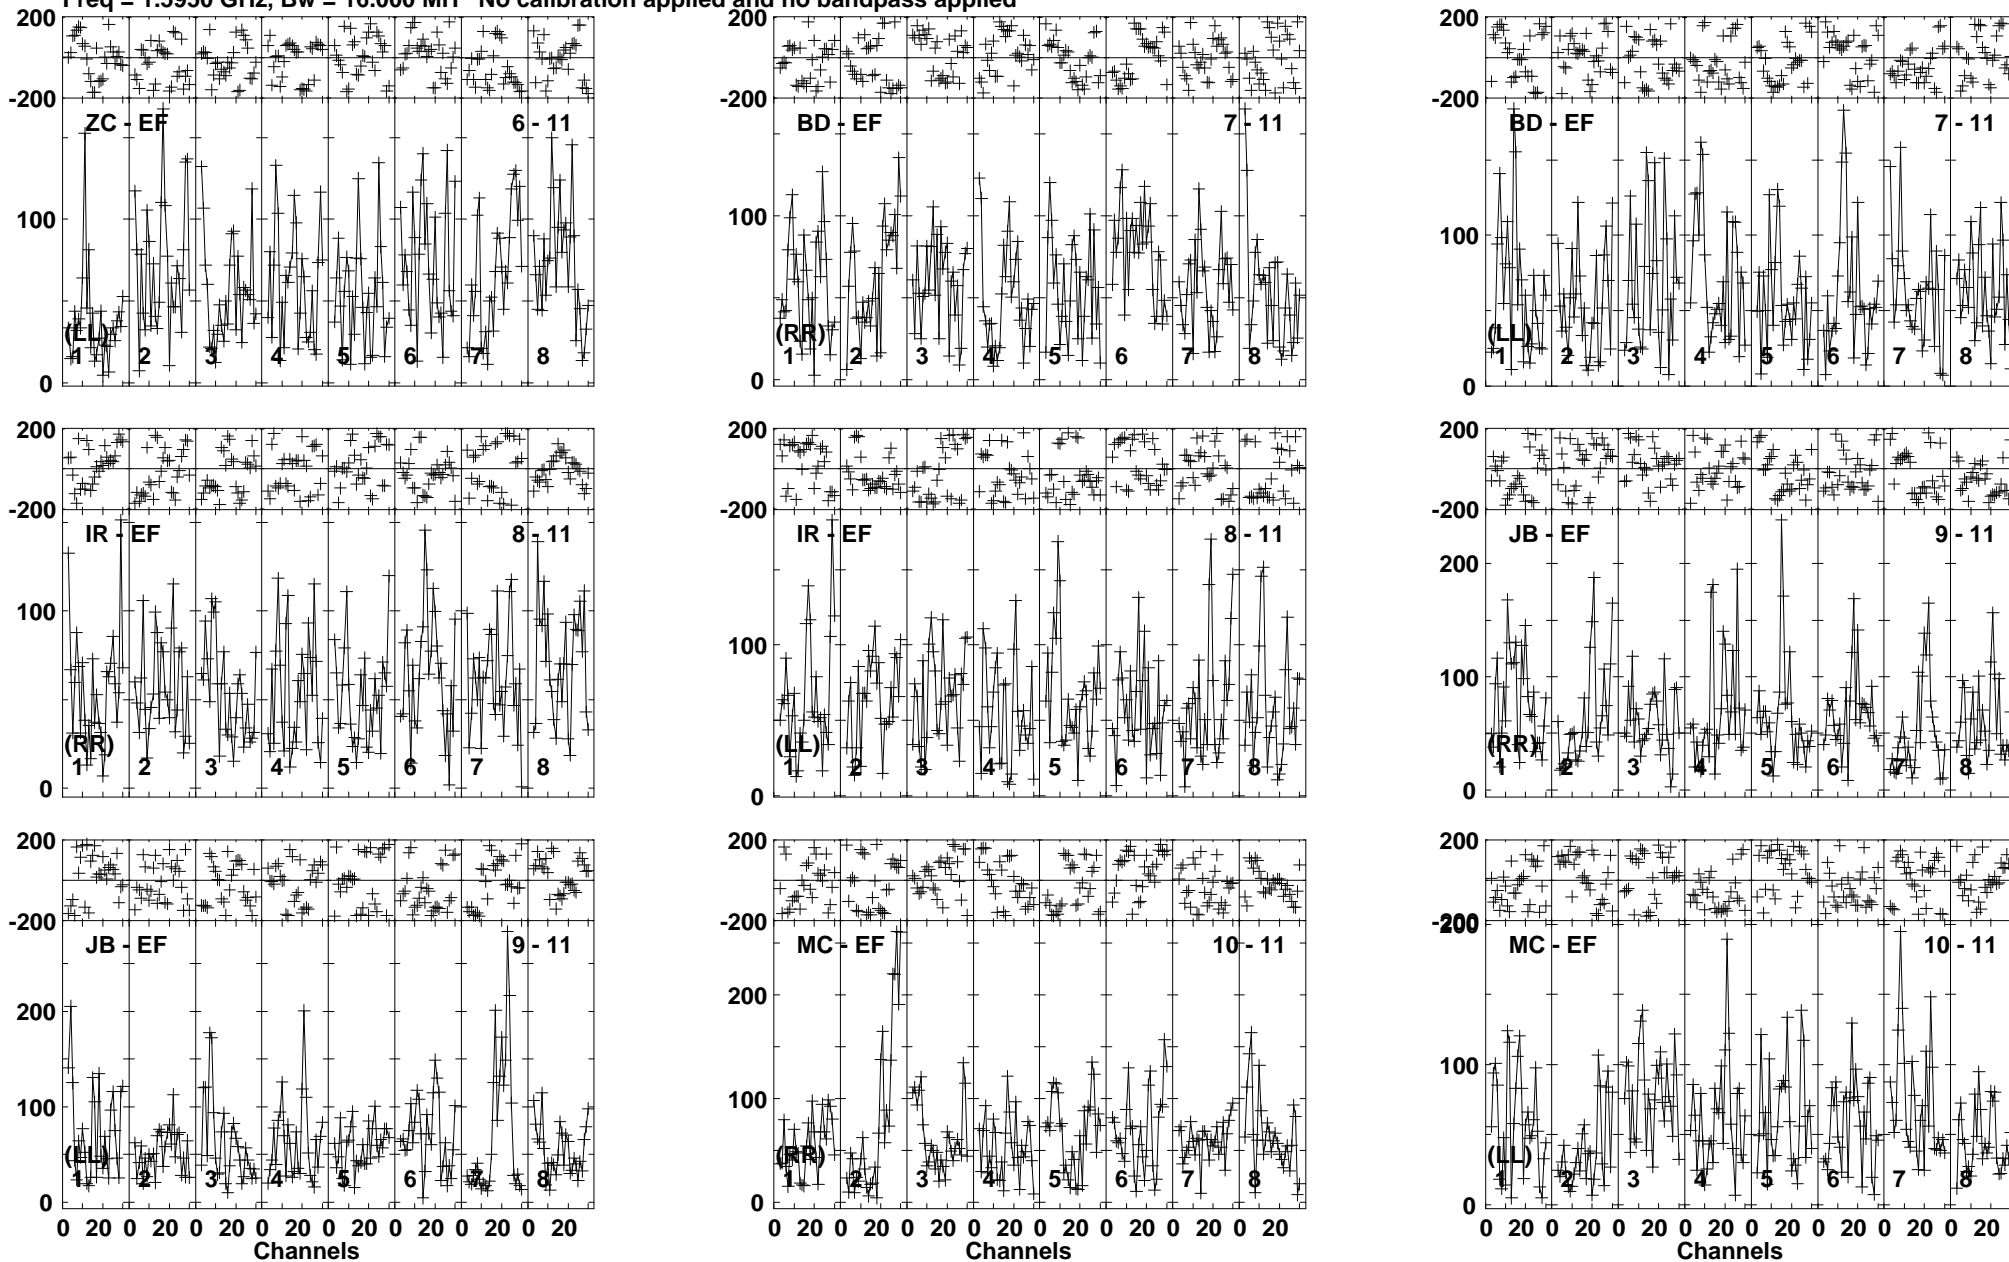 Freq = 1.5950 GHz, Bw = 16.000 MH No calibration applied and no bandpass applied
200 200 200
-200 -200 -200
ZC - EF 6 - 11 BD - EF 7 - 11 BD - EF 7 - 11
100 100 100
(LL) (RR) (LL)
1 2 3 4 5 6 7 8 1 2 3 4 5 6 7 8 1 2 3 4 5 6 7 8
0 0 0
200 200 200
-200 -200 -200
IR - EF 8 - 11 IR - EF 8 - 11 JB - EF 9 - 11
200
100 100 100
(RR) (LL) (RR)
1 2 3 4 5 6 7 8 1 2 3 4 5 6 7 8 1 2 3 4 5 6 7 8
0 0 0
200 200 200
-200 -200 -200
200
JB - EF 9 - 11 MC - EF 10 - 11 MC - EF 10 - 11
200 200
100 100 100
(LL) (RR) (LL)
1 2 3 4 5 6 7 8 1 2 3 4 5 6 7 8 1 2 3 4 5 6 7 8
0 0 0
0 20 0 20 0 20 0 20 0 20 0 20 0 20 0 20 0 20 0 20 0 20 0 20 0 20 0 20 0 20 0 20 0 20 0 20 0 20 0 20 0 20 0 20 0 20 0 20
Channels Channels Channels